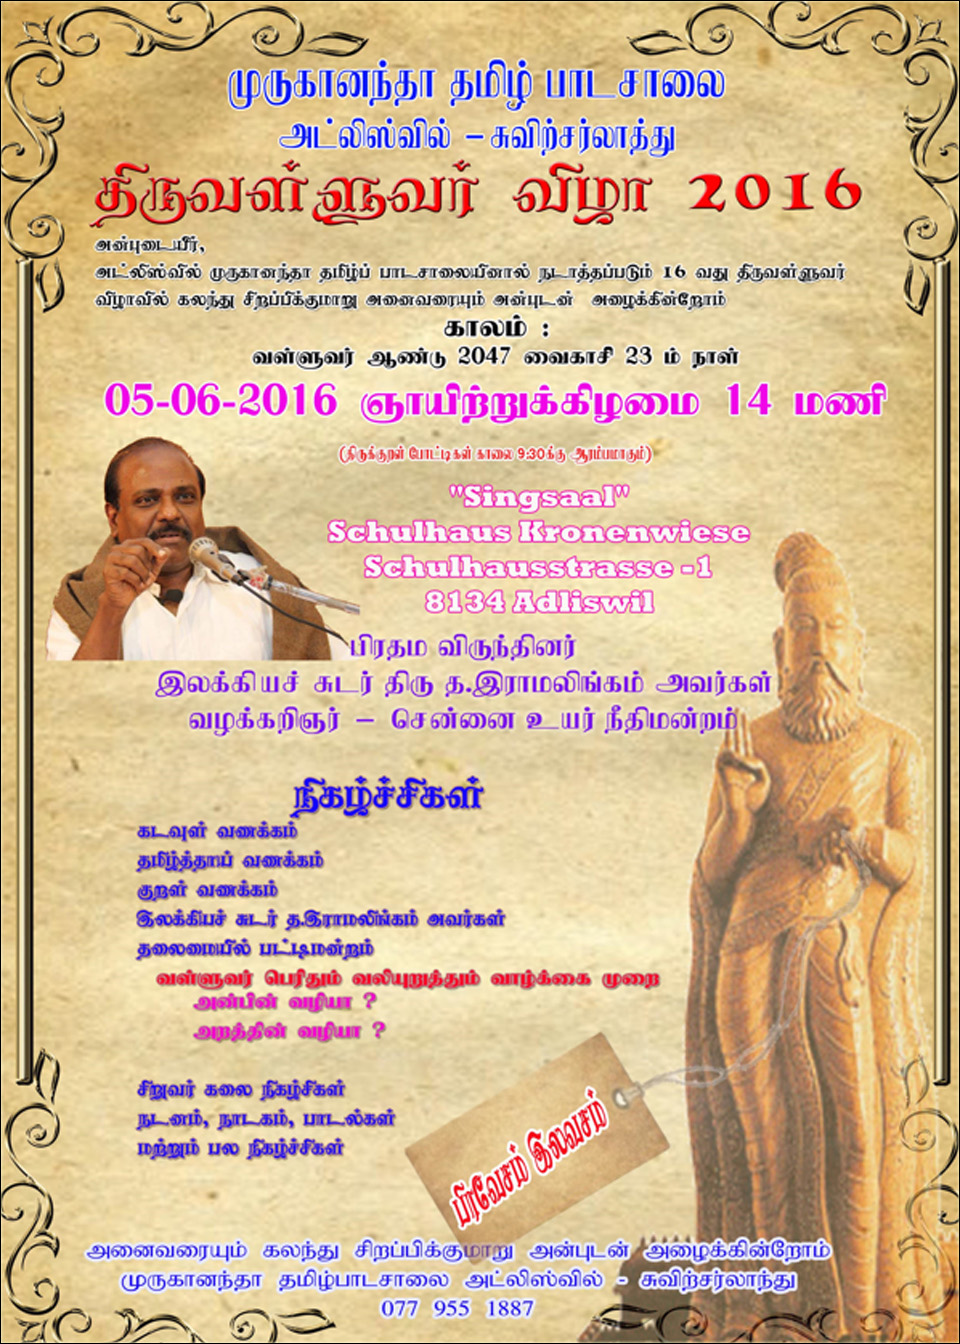 முருகானந்தா தமிழ் பாடசாலை
அட்லிஸ்வில் – சுவிற்சர்லாத்து
திருவள்ளுவர் விழா 2016
அன்புடையீர்,
அட்லிஸ்வில் முருகானந்தா தமிழ்ப் பாடசாலையினால் நடாத்தப்படும் 16 வது திருவள்ளுவர்
விழாவில் கலந்து சிறப்பிக்குமாறு அனைவரையும் அன்புடன் அழைக்கின்றோம்
காலம் :
வள்ளுவர் ஆண்டு 2047 வைகாசி 23 ம் நாள்
05-06-2016 ஞாயிற்றுக்கிழமை 14 மணி
(திருக்குறள் போட்டிகள் காலை 9:30க்கு ஆரம்பமாகும்)
"Singsaal"
Schulhaus Kronenwiese
Schulhausstrasse -1
8134 Adliswil
பிரதம விருந்தினர்
இலக்கியச் சுடர் திரு த.இராமலிங்கம் அவர்கள்
வழக்கறிஞர் – சென்னை உயர் நீதிமன்றம்
நிகழ்ச்சிகள்
கடவுள் வணக்கம்
தமிழ்த்தாய் வணக்கம்
குறள் வணக்கம்
இலக்கியச் சுடர் த.இராமலிங்கம் அவர்கள்
தலைமையில் பட்டிமன்றம்
வள்ளுவர் பெரிதும் வலியுறுத்தும் வாழ்க்கை முறை
அன்பின் வழியா ?
அறத்தின் வழியா ?
சிறுவர் கலை நிகழ்சிகள்
நடனம், நாடகம், பாடல்கள்
மற்றும் பல நிகழ்ச்சிகள்
பிரவேசம் இலவசம்
அனைவரையும் கலந்து சிறப்பிக்குமாறு அன்புடன் அழைக்கின்றோம்
முருகானந்தா தமிழ்பாடசாலை அட்லிஸ்வில் - சுவிற்சர்லாந்து
077 955 1887